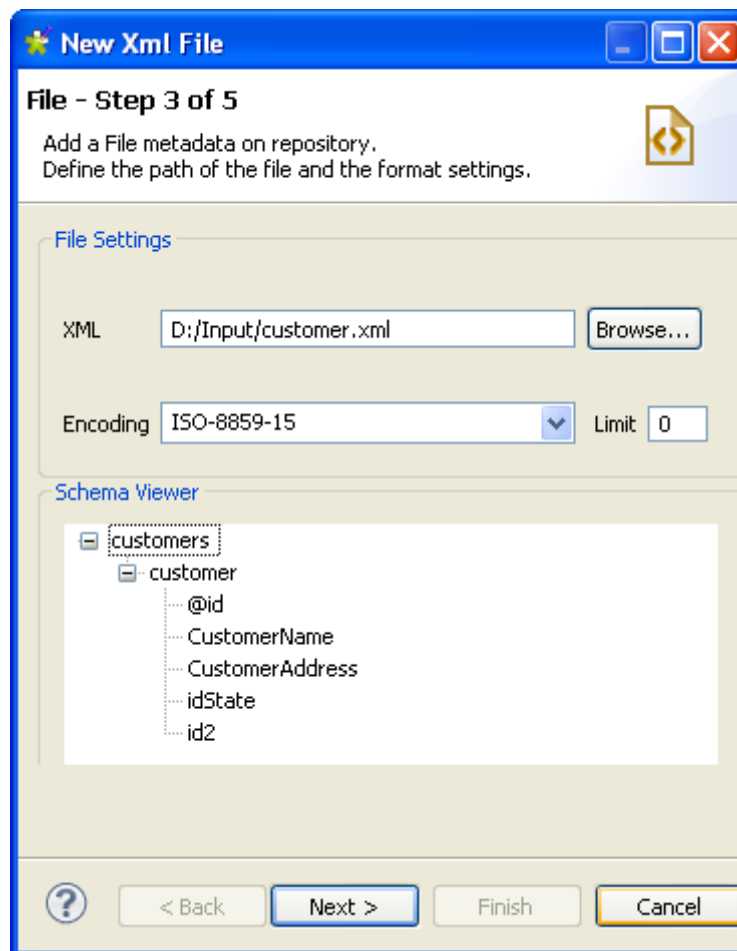 New Xml File
File - Step 3 of 5
Add a File metadata on repository.
Define the path of the file and the format settings.
File Settings
XML D:/Input/customer.xml Browse...
Encoding ISO-8859-15 Limit 0
Schema Viewer
customers
customer
@id
CustomerName
CustomerAddress
idState
id2
? < Back Next > Finish Cancel